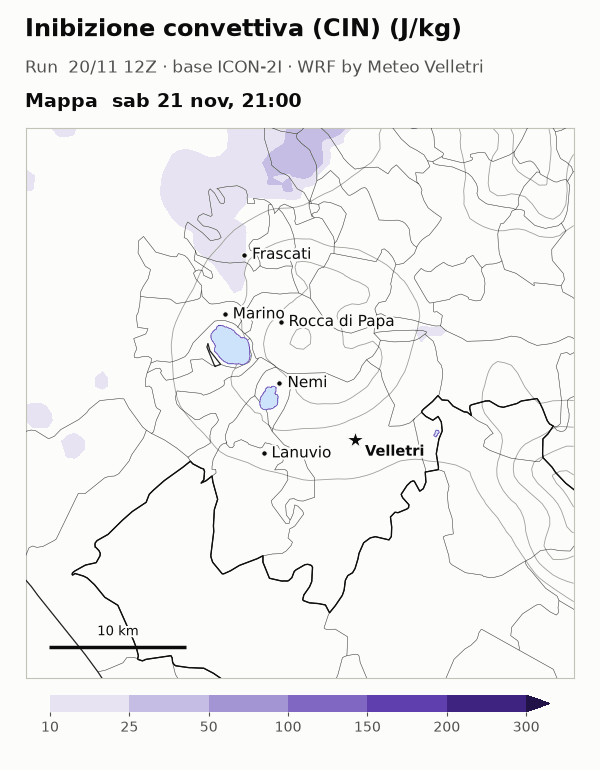 Inibizione convettiva (CIN) (J/kg)
Run  20/11 12Z · base ICON-2I · WRF by Meteo Velletri
Mappa  sab 21 nov, 21:00
Frascati
Marino
Rocca di Papa
Nemi
Velletri
Lanuvio
10 km
10 25 50 100 150 200 300